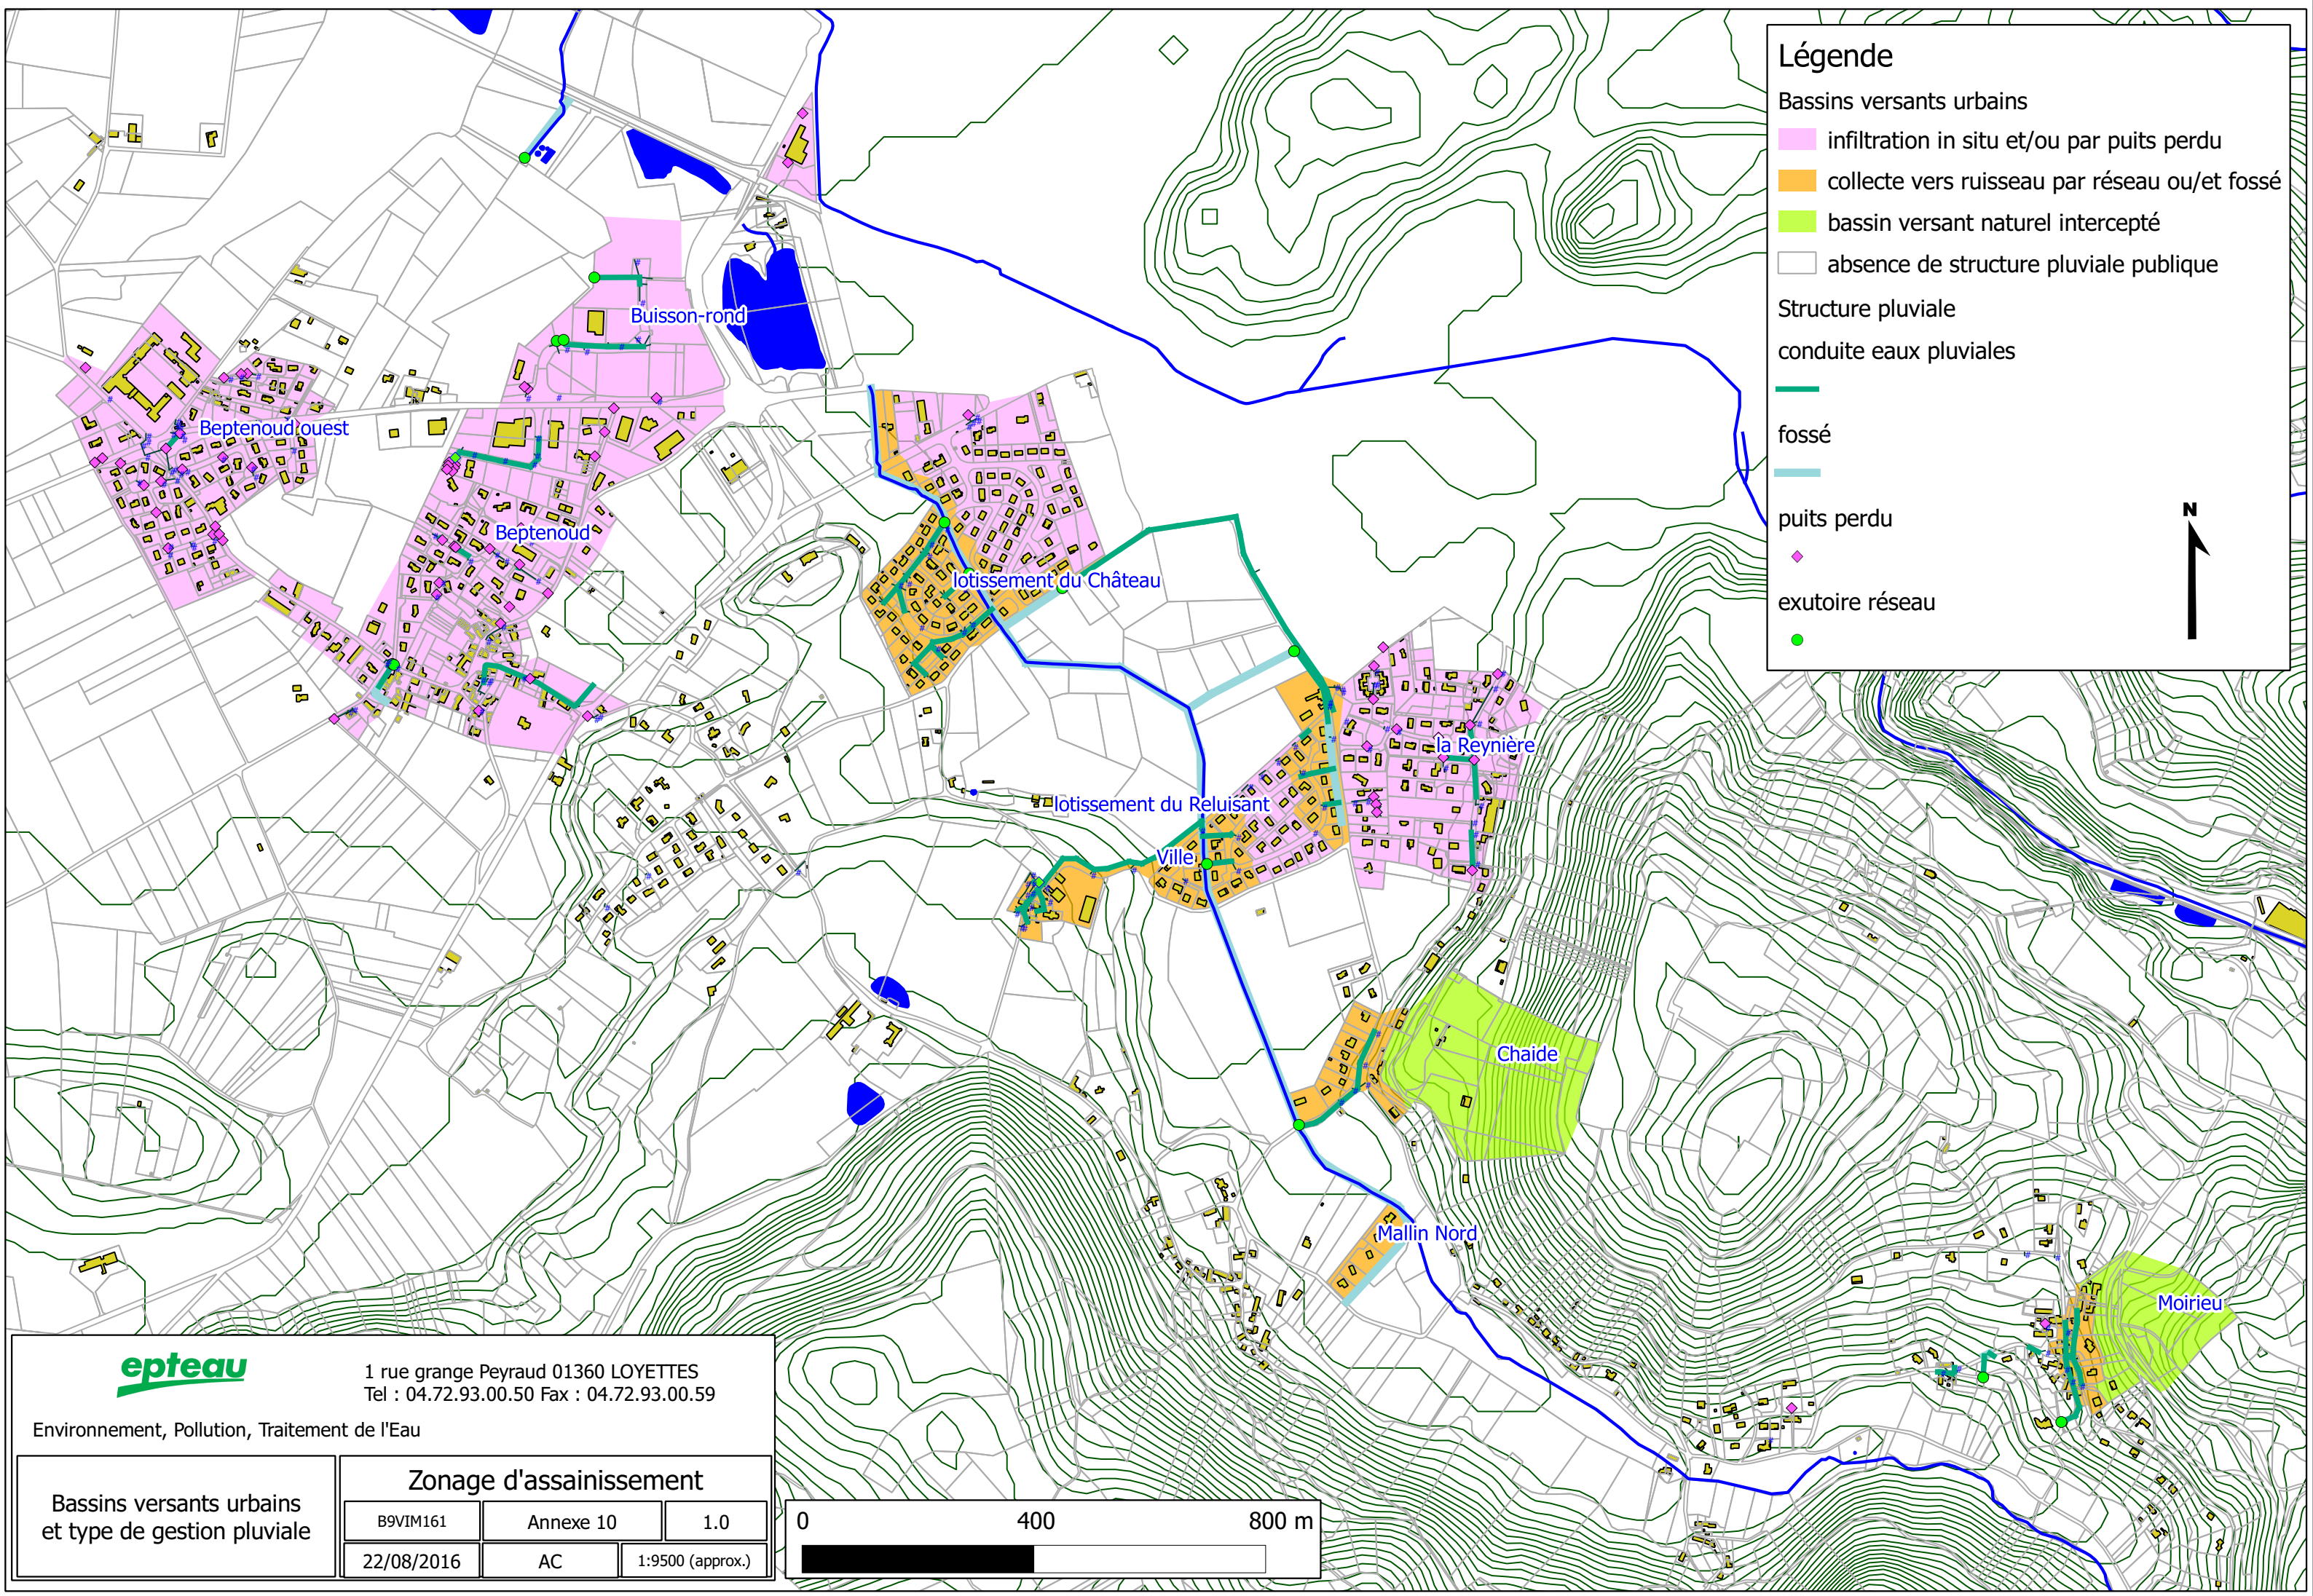 Légende
Bassins versants urbains
infiltration in situ et/ou par puits perdu
collecte vers ruisseau par réseau ou/et fossé
bassin versant naturel intercepté
absence de structure pluviale publique
Structure pluviale
conduite eaux pluviales
fossé
puits perdu
exutoire réseau
N
Buisson-rond
Beptenoud ouest
Beptenoud
lotissement du Château
la Reynière
lotissement du Reluisant
Ville
Chaide
Mallin Nord
Moirieu
epteau
1 rue grange Peyraud 01360 LOYETTES
Tel : 04.72.93.00.50 Fax : 04.72.93.00.59
Environnement, Pollution, Traitement de l'Eau
Bassins versants urbains
et type de gestion pluviale
Zonage d'assainissement
B9VIM161 Annexe 10 1.0
22/08/2016 AC 1:9500 (approx.)
0 400 800 m